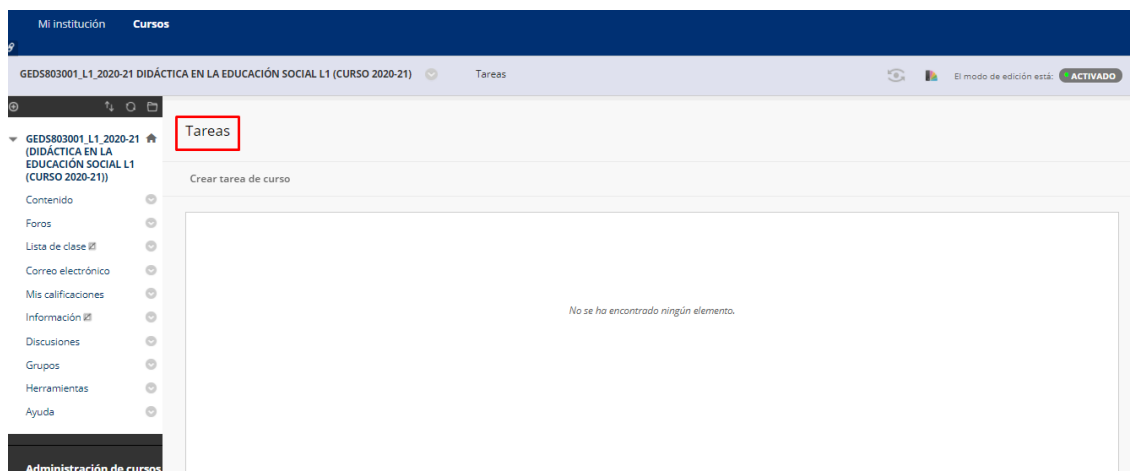 Mi institución Cursos
GEDS803001_L1_2020-21 DIDÁCTICA EN LA EDUCACIÓN SOCIAL L1 (CURSO 2020-21) Tareas El modo de edición está: ACTIVADO
GEDS803001_L1_2020-21
(DIDÁCTICA EN LA
EDUCACIÓN SOCIAL L1
(CURSO 2020-21))
Contenido
Foros
Lista de clase
Correo electrónico
Mis calificaciones
Información
Discusiones
Grupos
Herramientas
Ayuda
Administración de cursos
Tareas
Crear tarea de curso
No se ha encontrado ningún elemento.